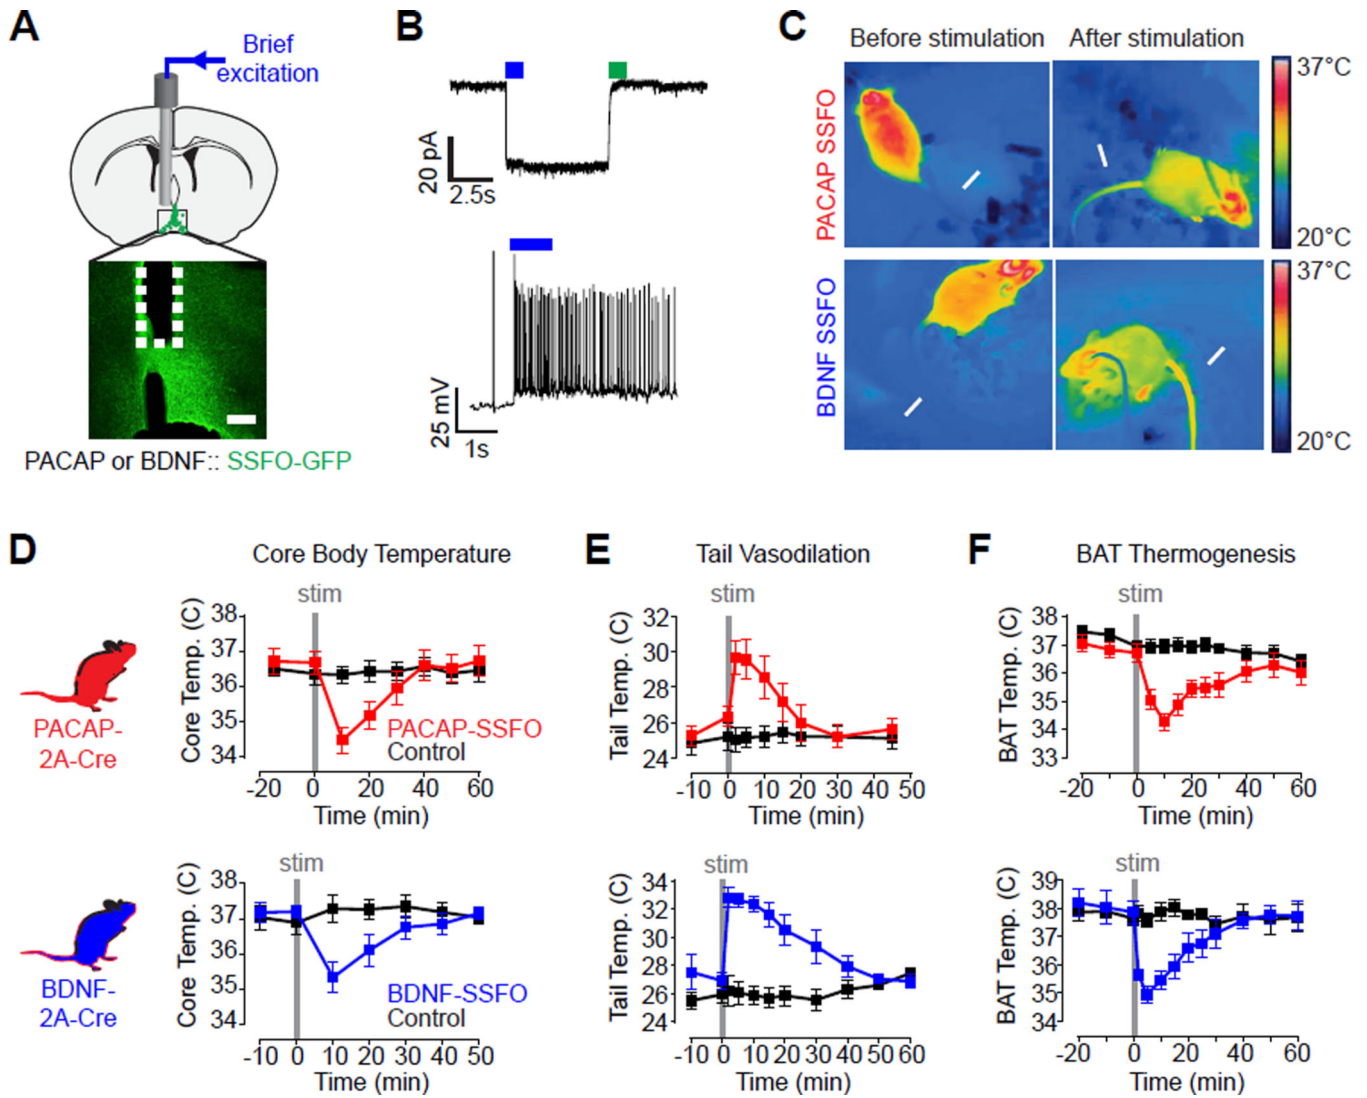 A
Brief
excitation
PACAP or BDNF:: SSFO-GFP
B
20 pA
2.5s
25 mV
1s
C
Before stimulation
After stimulation
PACAP SSFO
37°C
20°C
BDNF SSFO
37°C
20°C
D
PACAP-
2A-Cre
Core Body Temperature
stim
Core Temp. (C)
38
37
36
35
34
PACAP-SSFO
Control
-20 0 20 40 60
Time (min)
E
Tail Vasodilation
stim
Tail Temp. (C)
32
30
28
26
24
-10 0 10 20 30 40 50
Time (min)
F
BAT Thermogenesis
stim
BAT Temp. (C)
38
37
36
35
34
33
-20 0 20 40 60
Time (min)
BDNF-
2A-Cre
stim
Core Temp. (C)
38
37
36
35
34
BDNF-SSFO
Control
-10 0 10 20 30 40 50
Time (min)
stim
Tail Temp. (C)
34
32
30
28
26
24
-10 0 10 20 30 40 50 60
Time (min)
stim
BAT Temp. (C)
39
38
37
36
35
34
-20 0 20 40 60
Time (min)